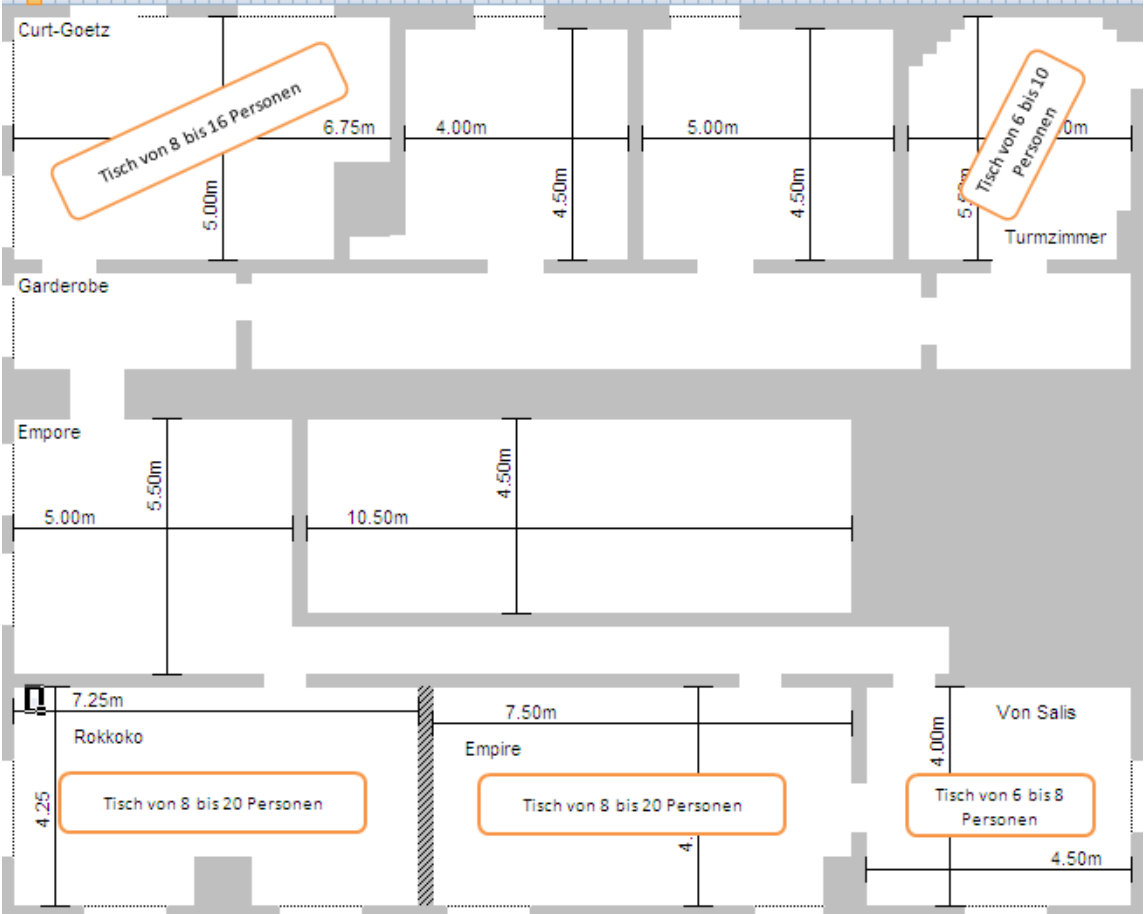 Curt-Goetz
Tisch von 8 bis 16 Personen
6.75m
5.00m
4.00m
4.50m
5.00m
4.50m
Tisch von 6 bis 10
Personen
Turmzimmer
Garderobe
Empore
5.50m
5.00m
4.50m
10.50m
7.25m
Rokkoko
4.25
Tisch von 8 bis 20 Personen
7.50m
Empire
Tisch von 8 bis 20 Personen
Von Salis
4.00m
Tisch von 6 bis 8
Personen
4.50m